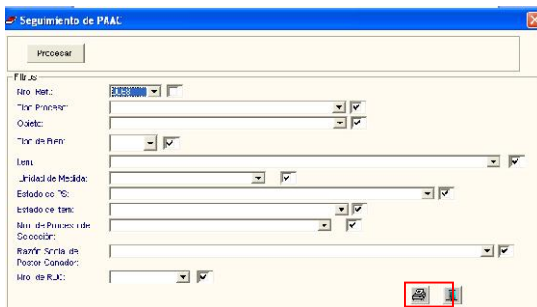 Seguimiento de PAAC
Procesar
Filtros
Nro. Ref.:
Tipo Proceso:
Objeto:
Tipo de Bien:
Item:
Unidad de Medida:
Estado de PS:
Estado de Item:
Nro. de Proceso de
Selección:
Razón Social de
Postor Ganador:
Nro. de RUC: